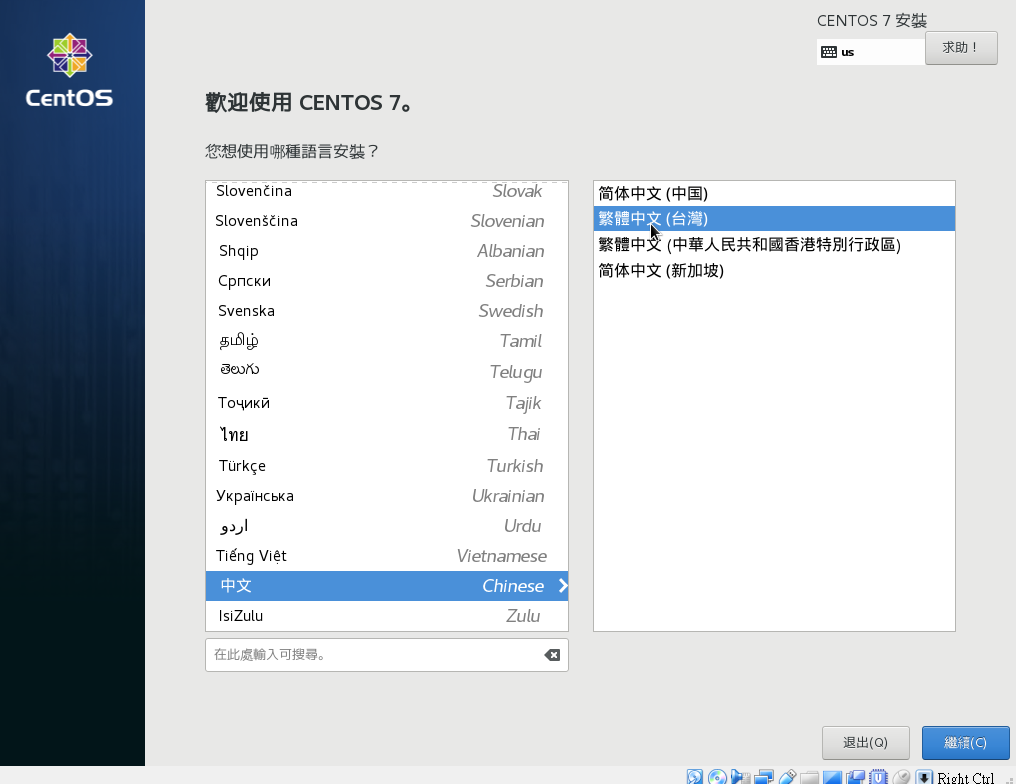 CentOS
CENTOS 7 安裝
us
求助！
歡迎使用 CENTOS 7。
您想使用哪種語言安裝？
Slovenčina Slovak
Slovenščina Slovenian
Shqip Albanian
Српски Serbian
Svenska Swedish
தமிழ் Tamil
తెలుగు Telugu
Тоҷикӣ Tajik
ไทย Thai
Türkçe Turkish
Українська Ukrainian
اردو Urdu
Tiếng Việt Vietnamese
中文 Chinese
IsiZulu Zulu
在此處輸入可搜尋。
简体中文 (中国)
繁體中文 (台灣)
繁體中文 (中華人民共和國香港特別行政區)
简体中文 (新加坡)
退出(Q)
繼續(C)
Right Ctrl